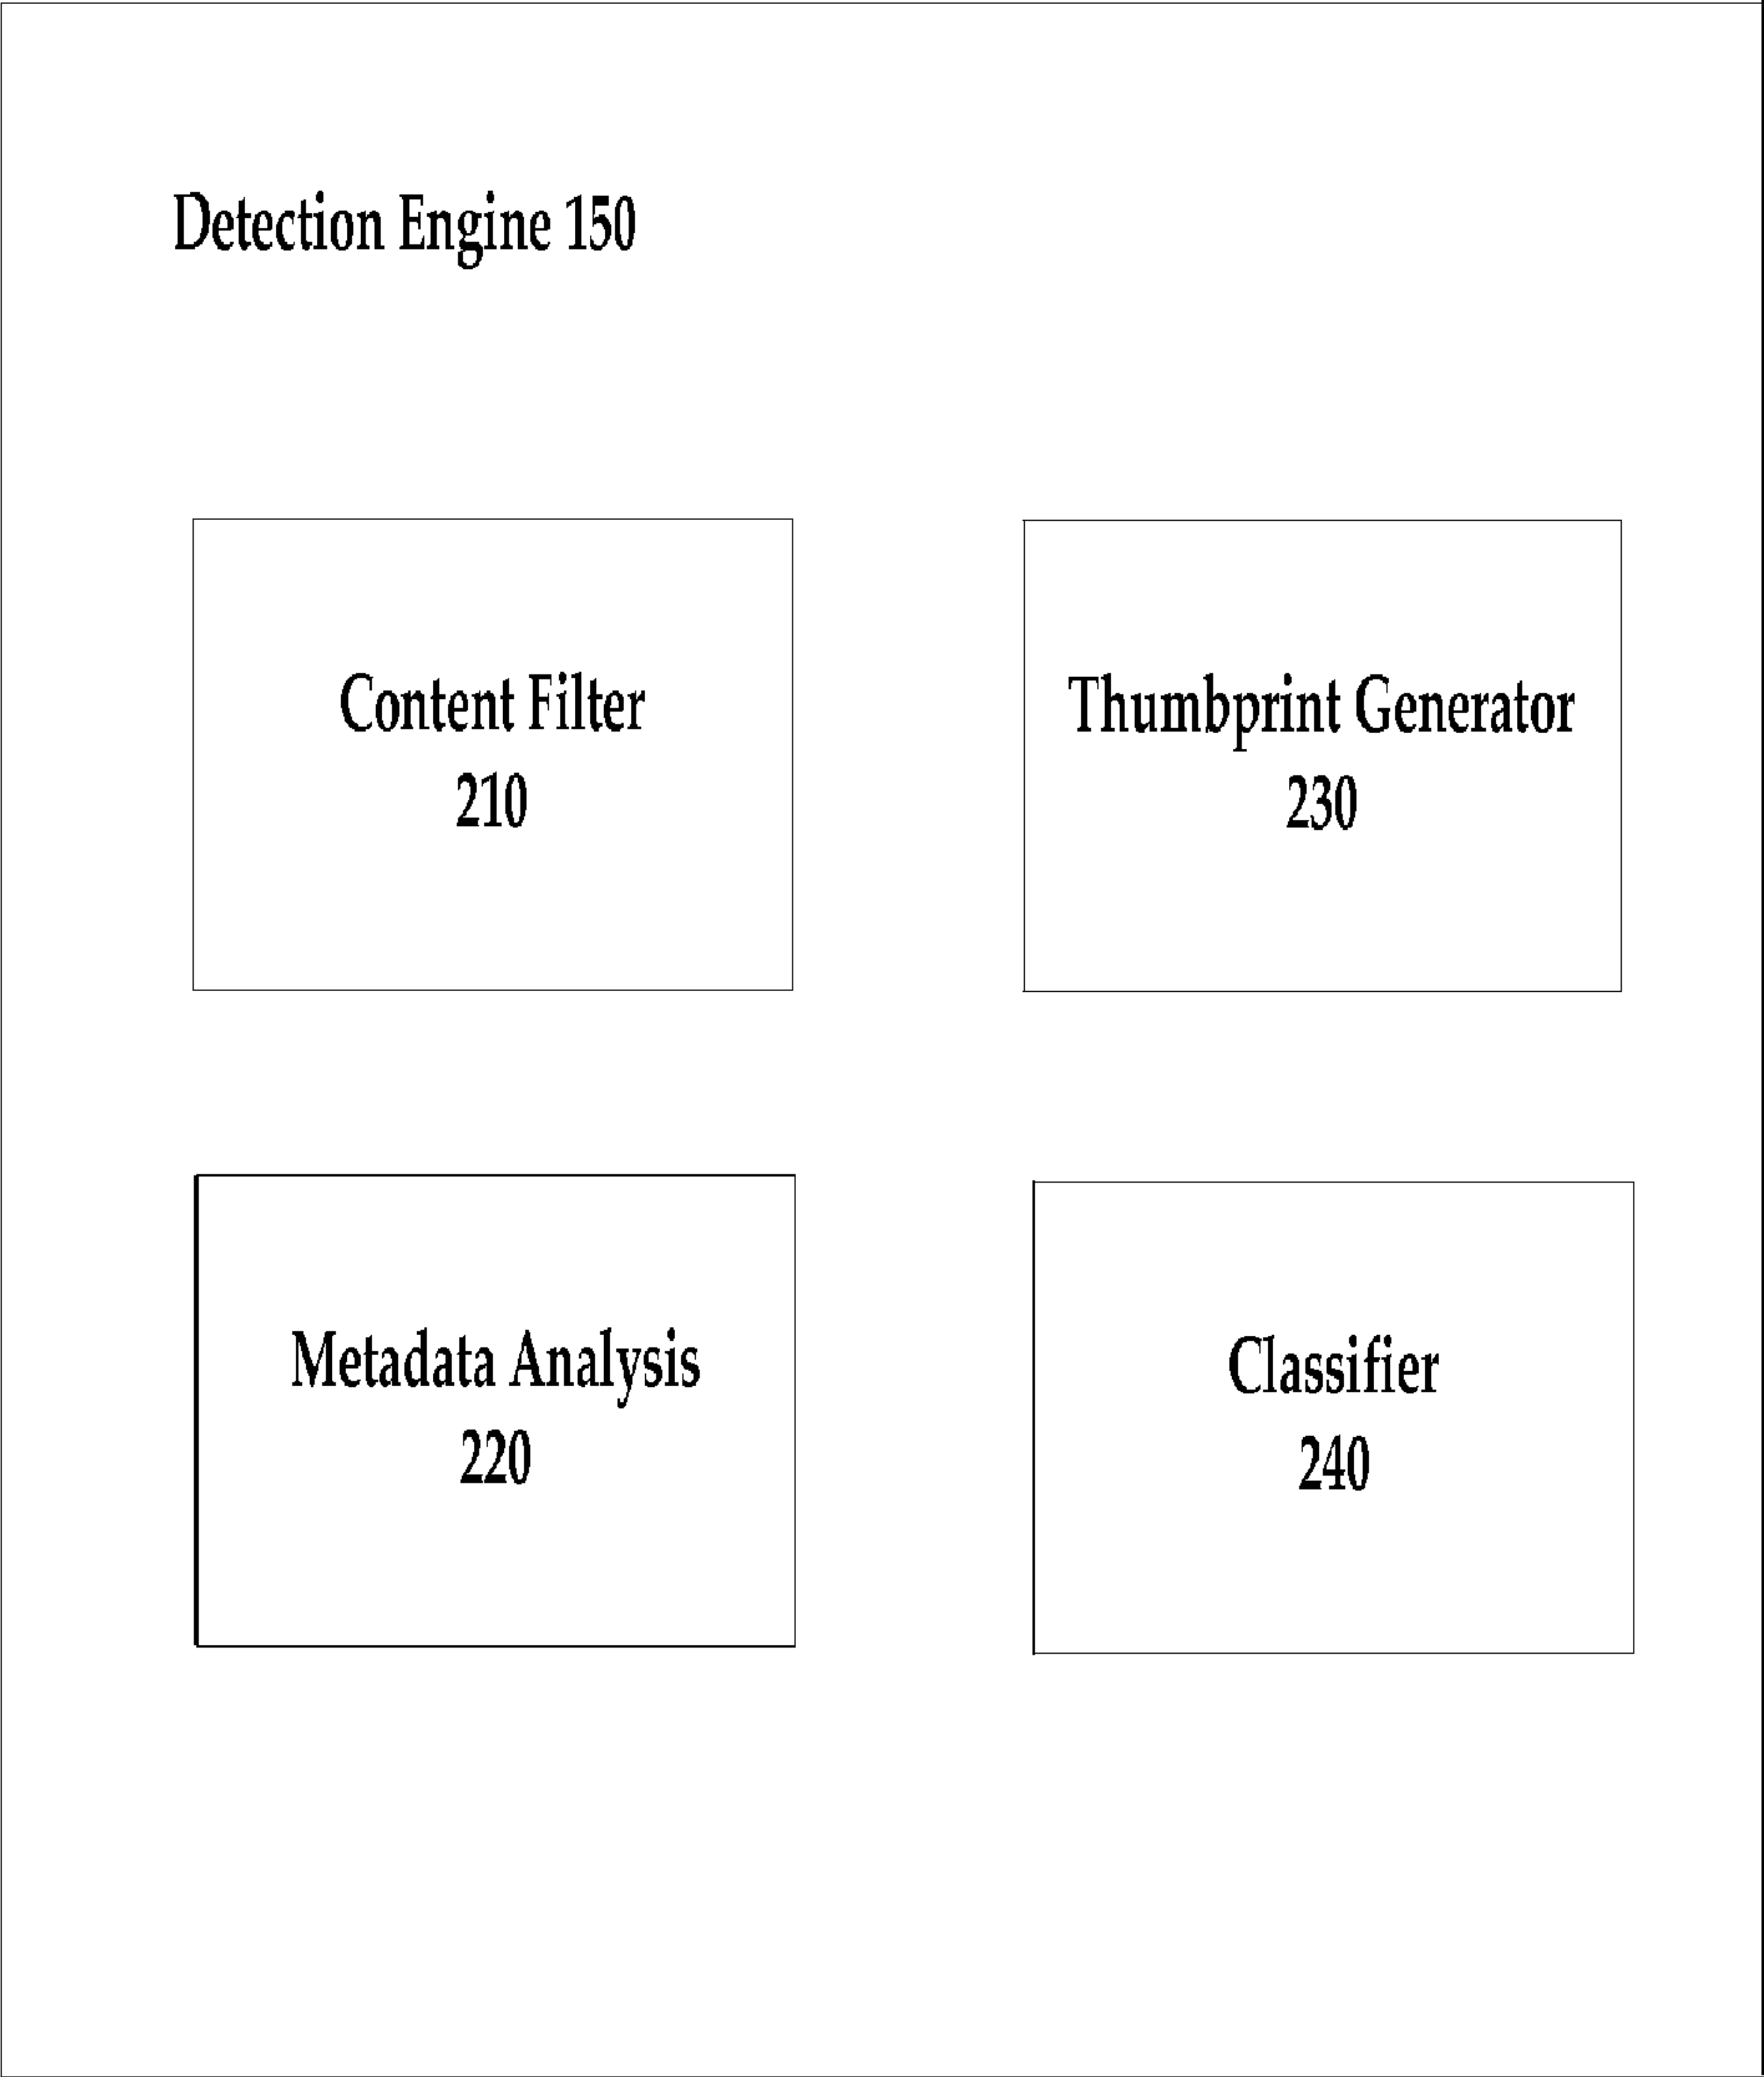 Detection Engine 150
Content Filter
210
Thumbprint Generator
230
Metadata Analysis
220
Classifier
240